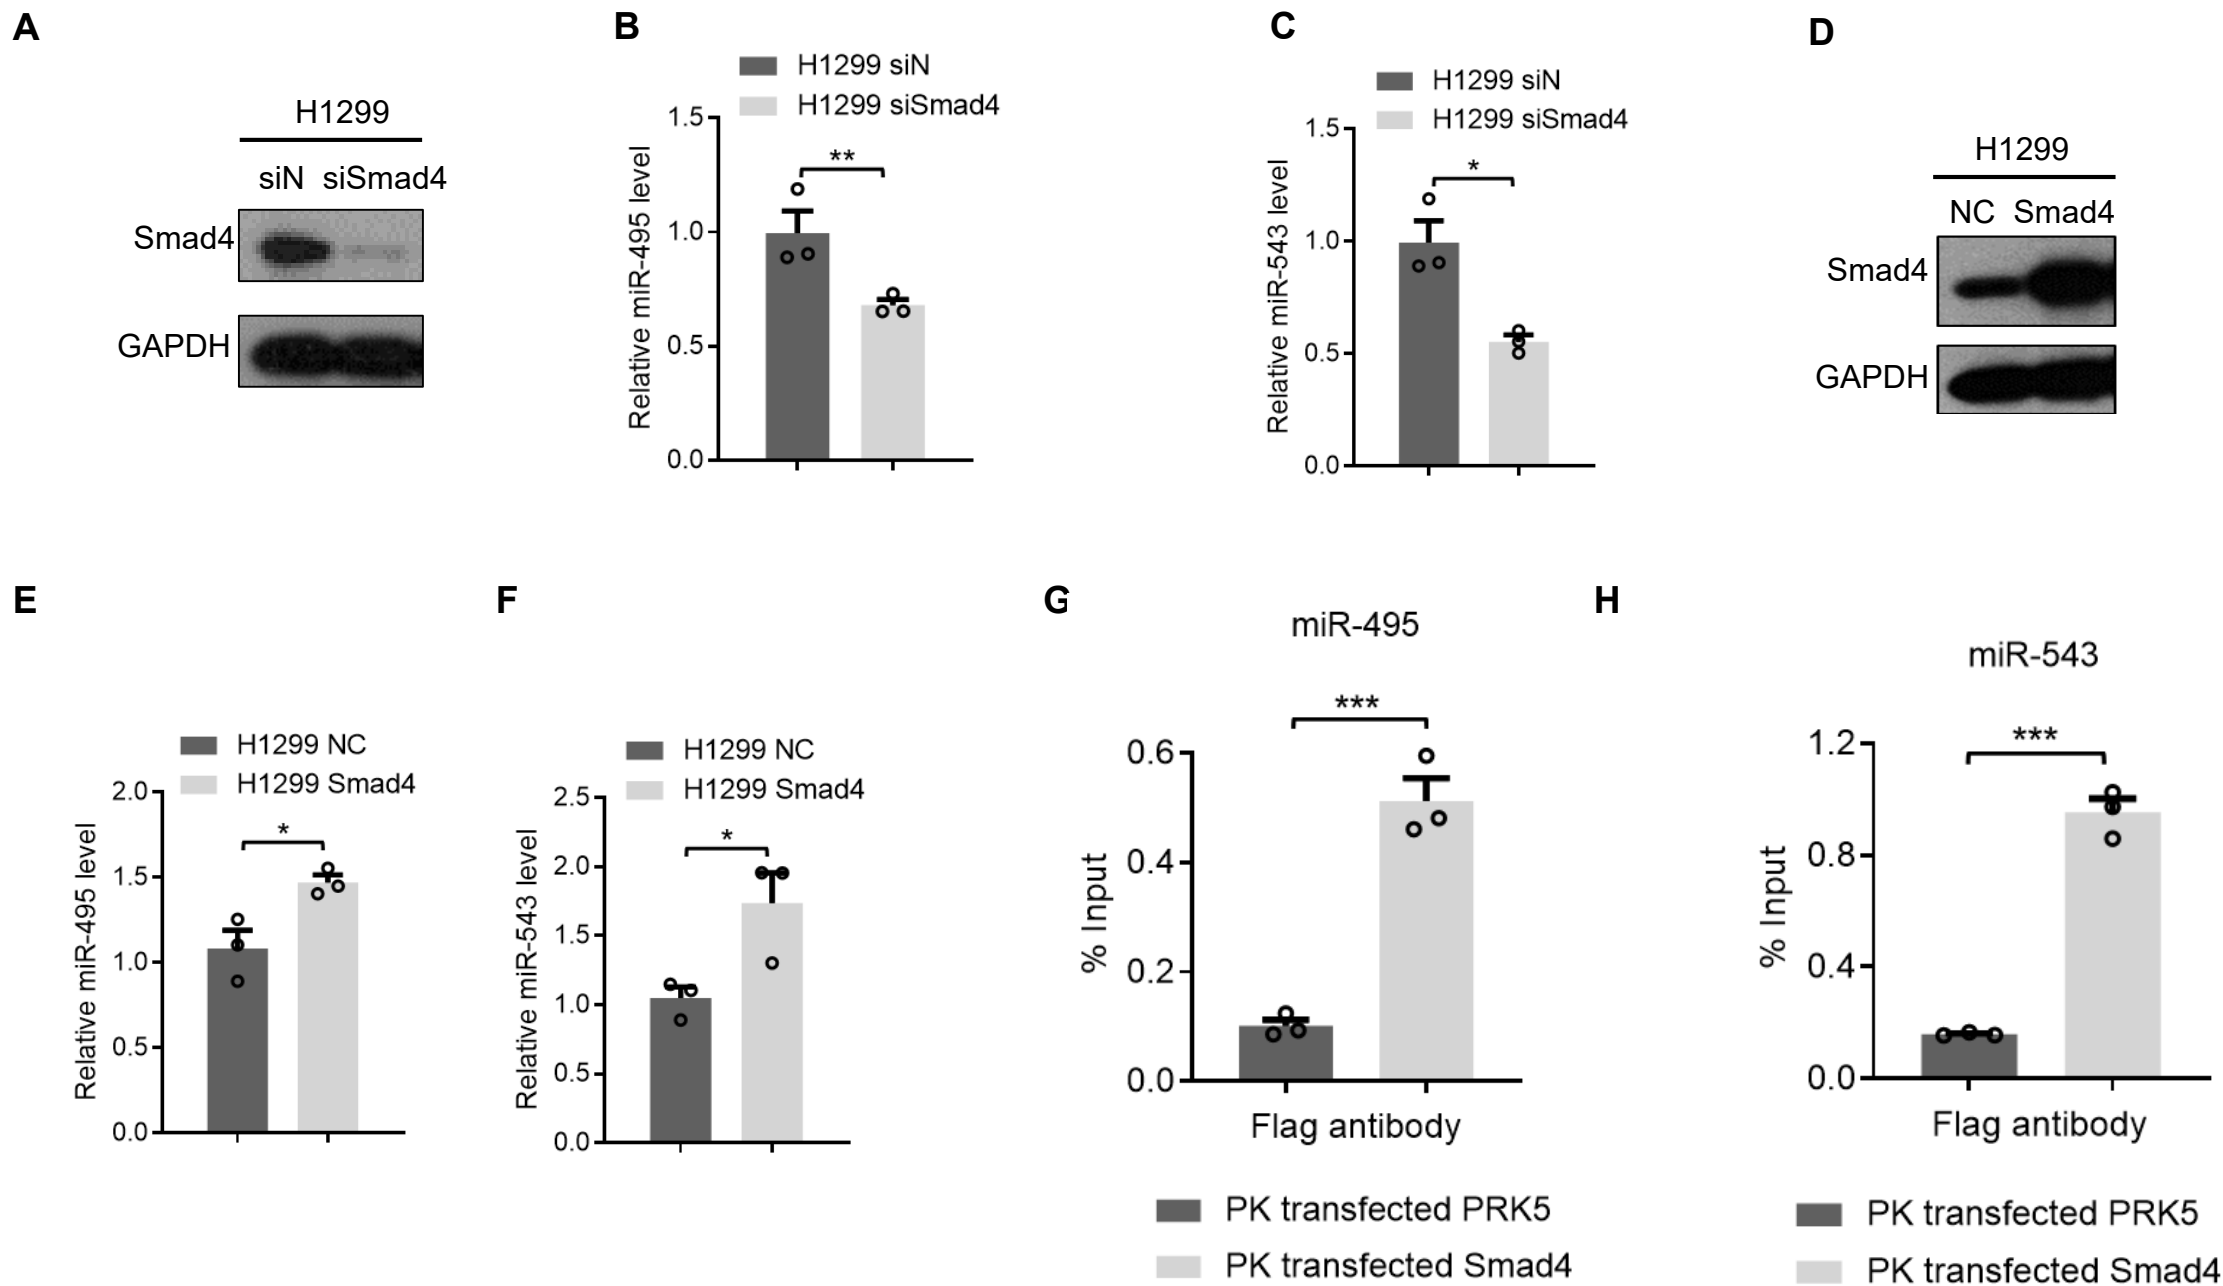 A
H1299
siN siSmad4
Smad4
GAPDH
B
H1299 siN
H1299 siSmad4
Relative miR-495 level
1.5
1.0
0.5
0.0
**
C
H1299 siN
H1299 siSmad4
Relative miR-543 level
1.5
1.0
0.5
0.0
*
D
H1299
NC Smad4
Smad4
GAPDH
E
H1299 NC
H1299 Smad4
Relative miR-495 level
2.0
1.5
1.0
0.5
0.0
*
F
H1299 NC
H1299 Smad4
Relative miR-543 level
2.5
2.0
1.5
1.0
0.5
0.0
*
G
miR-495
***
% Input
0.6
0.4
0.2
0.0
Flag antibody
PK transfected PRK5
PK transfected Smad4
H
miR-543
***
% Input
1.2
0.8
0.4
0.0
Flag antibody
PK transfected PRK5
PK transfected Smad4